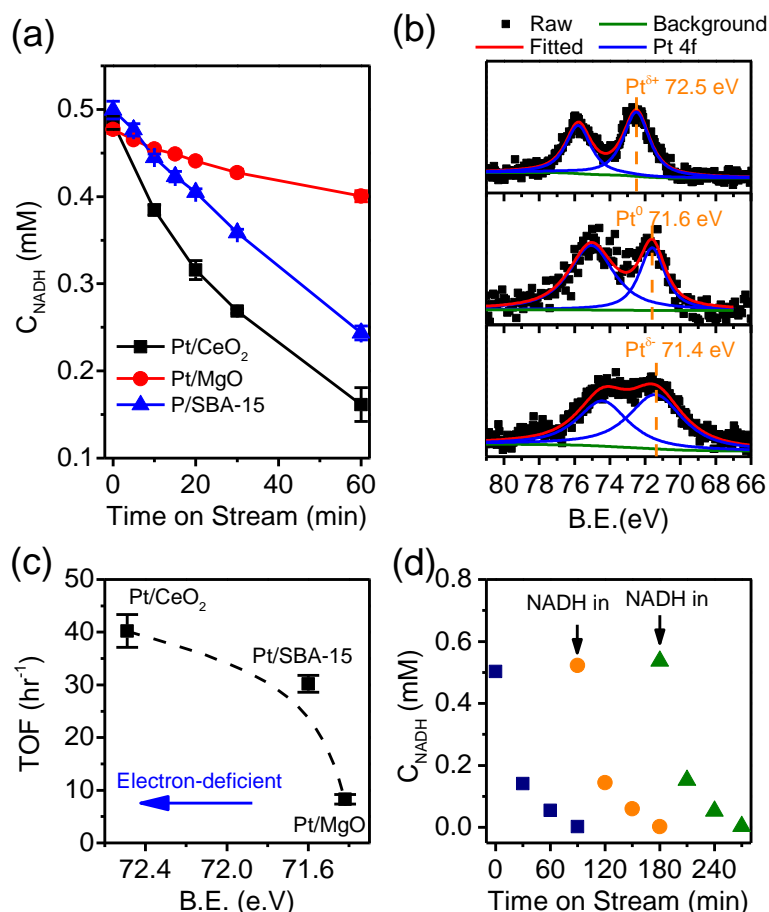 (a)
C_NADH (mM)
0.5
0.4
0.3
0.2
0.1
Pt/CeO₂
Pt/MgO
P/SBA-15
0 20 40 60
Time on Stream (min)
(b)
Raw Background
Fitted Pt 4f
Pt^δ+ 72.5 eV
Pt⁰ 71.6 eV
Pt^δ- 71.4 eV
80 78 76 74 72 70 68 66
B.E.(eV)
(c)
TOF (hr⁻¹)
50
40
30
20
10
0
Pt/CeO₂
Pt/SBA-15
Electron-deficient
Pt/MgO
72.4 72.0 71.6
B.E. (e.V)
(d)
C_NADH (mM)
0.8
0.6
0.4
0.2
0.0
NADH in NADH in
0 60 120 180 240
Time on Stream (min)